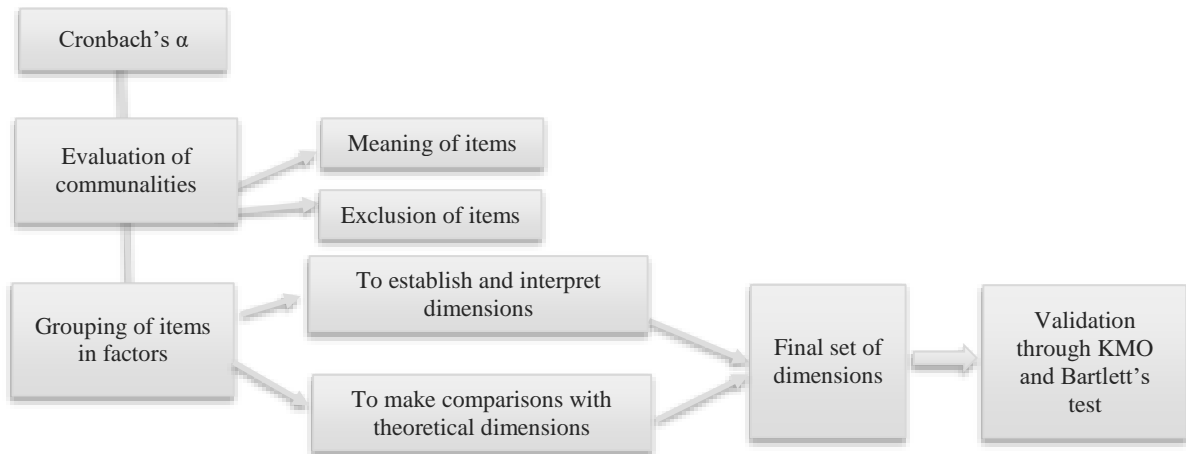 Cronbach's α
Evaluation of
communalities
Meaning of items
Exclusion of items
Grouping of items
in factors
To establish and interpret
dimensions
To make comparisons with
theoretical dimensions
Final set of
dimensions
Validation
through KMO
and Bartlett's
test